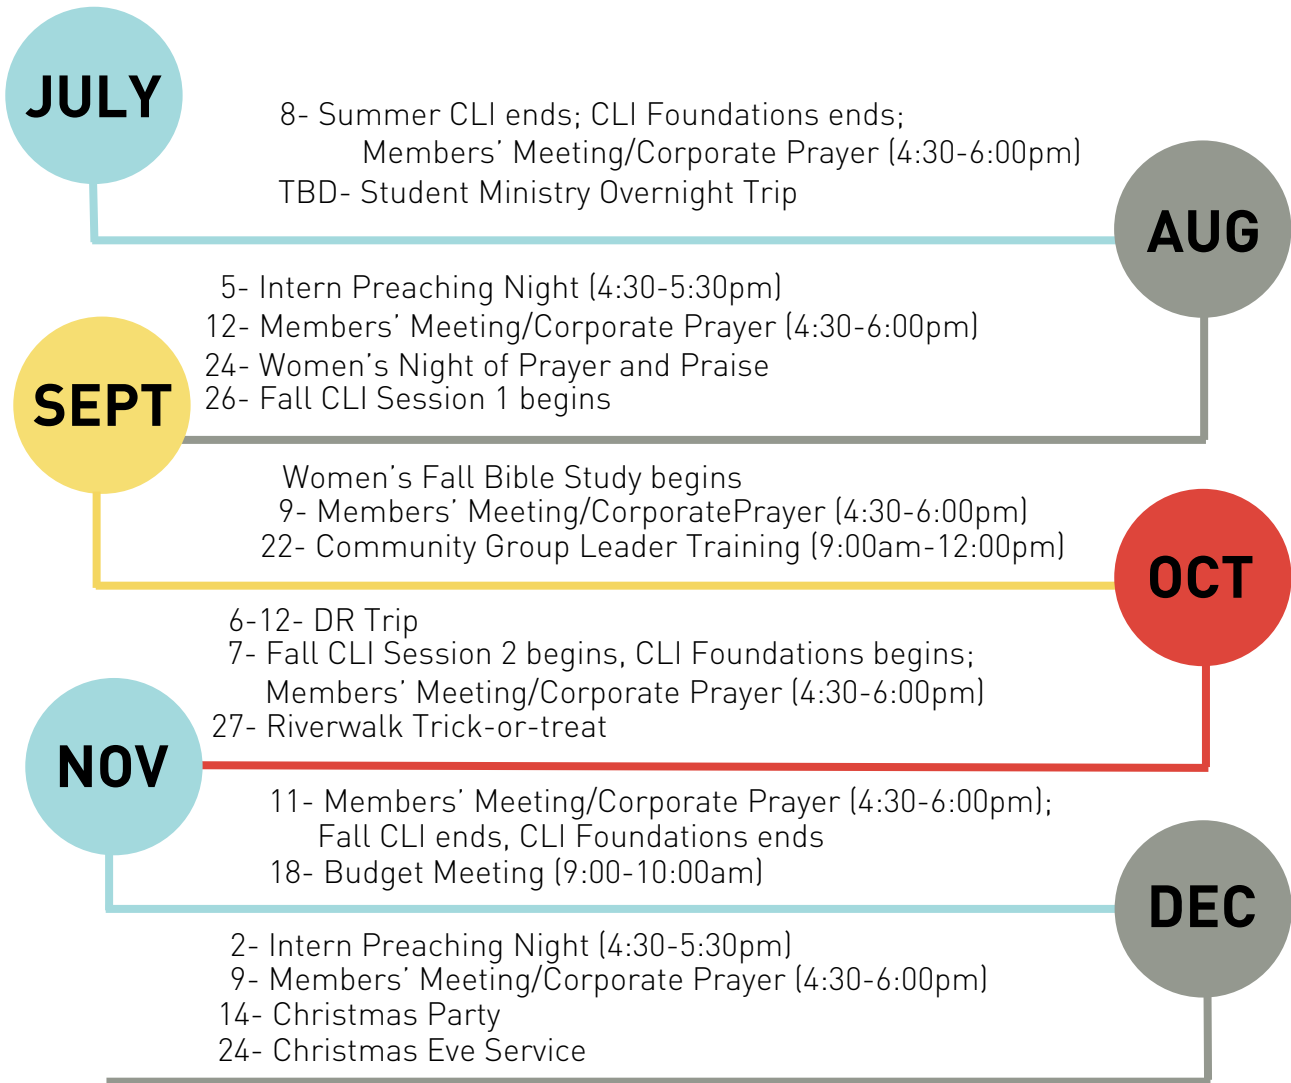 JULY
8- Summer CLI ends; CLI Foundations ends;
Members' Meeting/Corporate Prayer (4:30-6:00pm)
TBD- Student Ministry Overnight Trip
AUG
5- Intern Preaching Night (4:30-5:30pm)
12- Members' Meeting/Corporate Prayer (4:30-6:00pm)
24- Women's Night of Prayer and Praise
26- Fall CLI Session 1 begins
SEPT
Women's Fall Bible Study begins
9- Members' Meeting/CorporatePrayer (4:30-6:00pm)
22- Community Group Leader Training (9:00am-12:00pm)
OCT
6-12- DR Trip
7- Fall CLI Session 2 begins, CLI Foundations begins;
Members' Meeting/Corporate Prayer (4:30-6:00pm)
27- Riverwalk Trick-or-treat
NOV
11- Members' Meeting/Corporate Prayer (4:30-6:00pm);
Fall CLI ends, CLI Foundations ends
18- Budget Meeting (9:00-10:00am)
DEC
2- Intern Preaching Night (4:30-5:30pm)
9- Members' Meeting/Corporate Prayer (4:30-6:00pm)
14- Christmas Party
24- Christmas Eve Service